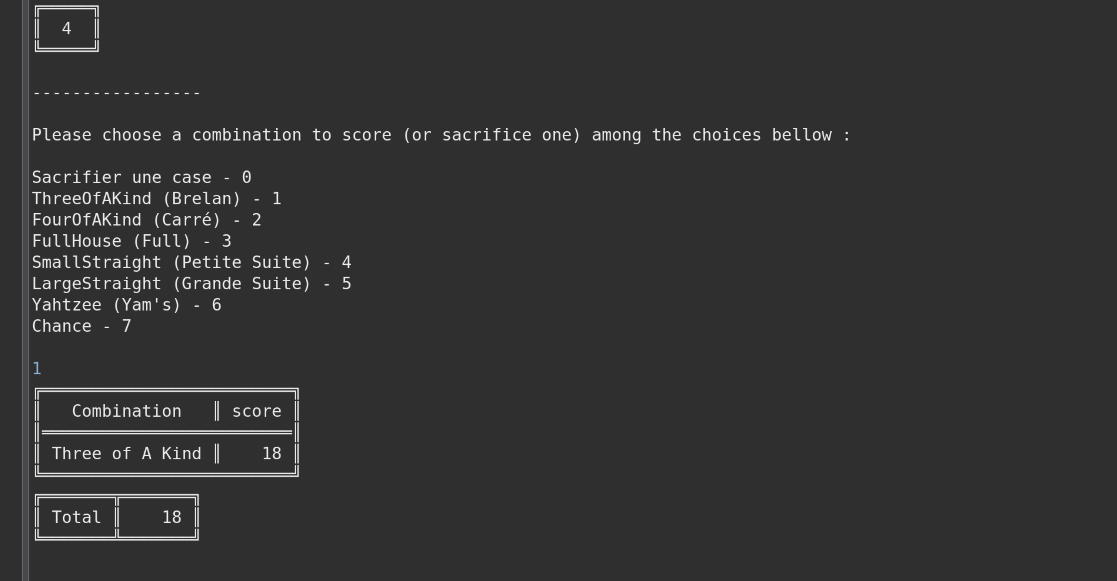 4
-----------------
Please choose a combination to score (or sacrifice one) among the choices bellow :
Sacrifier une case - 0
ThreeOfAKind (Brelan) - 1
FourOfAKind (Carré) - 2
FullHouse (Full) - 3
SmallStraight (Petite Suite) - 4
LargeStraight (Grande Suite) - 5
Yahtzee (Yam's) - 6
Chance - 7
1
Combination ║ score
Three of A Kind ║ 18
Total ║ 18